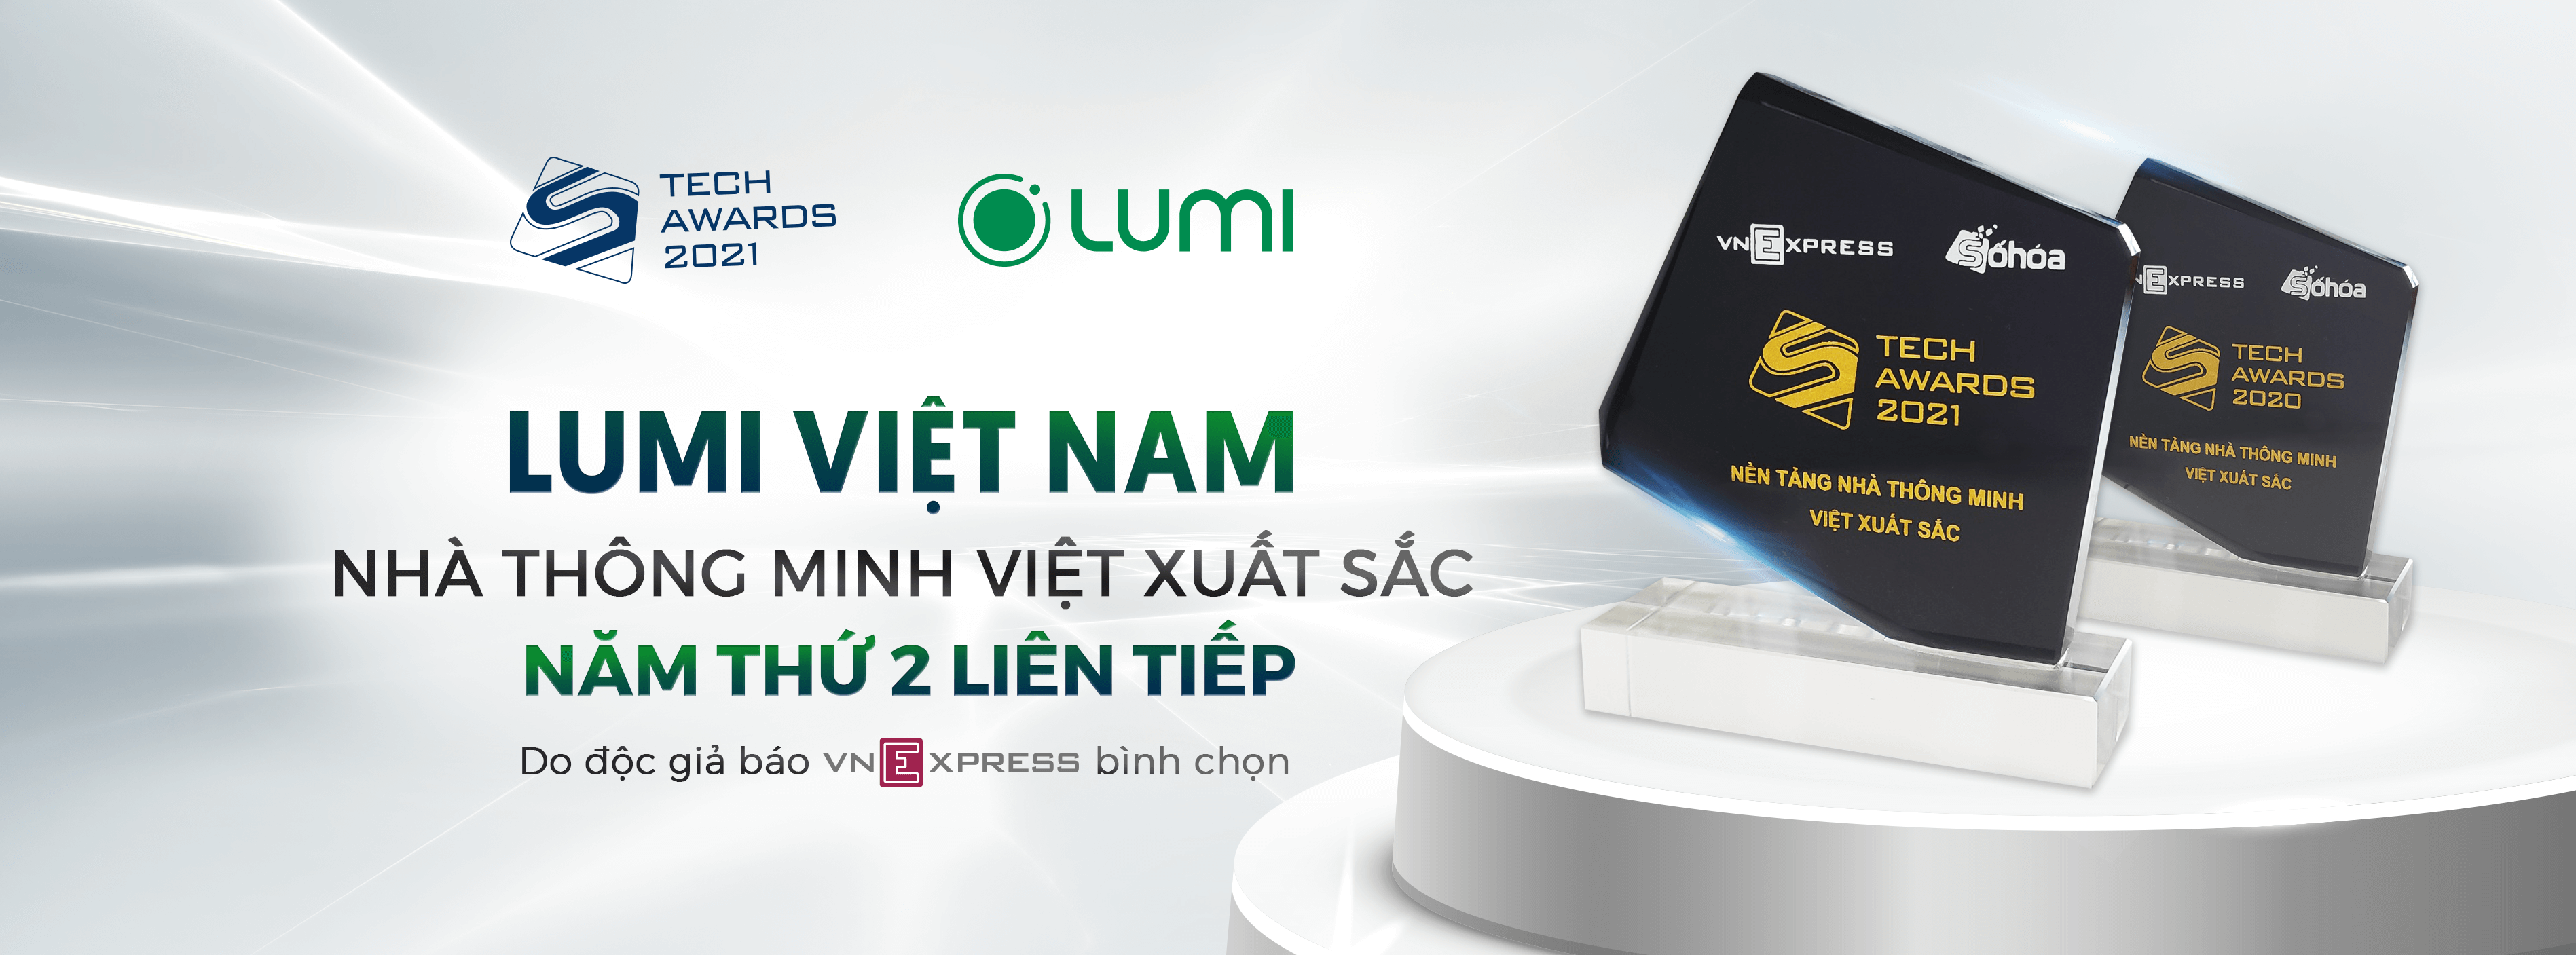 TECH
AWARDS
2021
LUMI
LUMI VIỆT NAM
NHÀ THÔNG MINH VIỆT XUẤT SẮC
NĂM THỨ 2 LIÊN TIẾP
Do độc giả báo VNEXPRESS bình chọn
VNEXPRESS Sốhóa
TECH
AWARDS
2021
NỀN TẢNG NHÀ THÔNG MINH
VIỆT XUẤT SẮC
NEXPRESS Sốhóa
TECH
AWARDS
2020
NỀN TẢNG NHÀ THÔNG MINH
VIỆT XUẤT SẮC